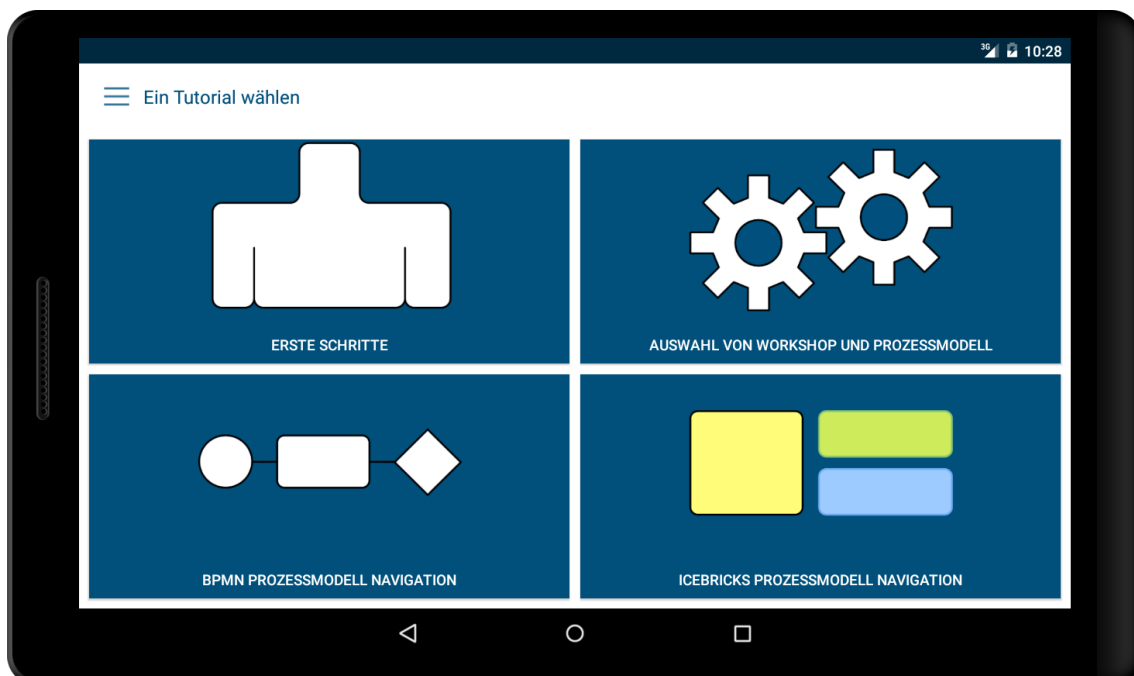 3G 10:28
Ein Tutorial wählen
ERSTE SCHRITTE
AUSWAHL VON WORKSHOP UND PROZESSMODELL
BPMN PROZESSMODELL NAVIGATION
ICEBRICKS PROZESSMODELL NAVIGATION